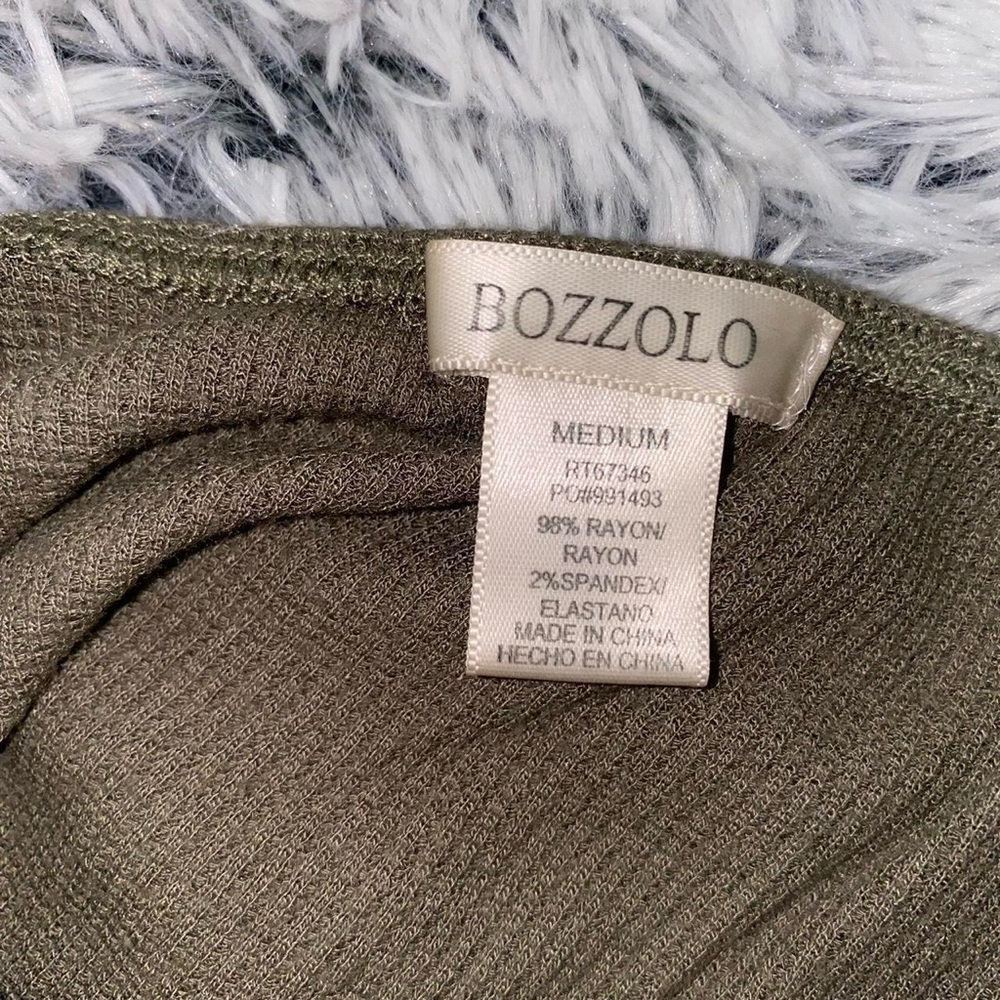 BOZZOLO
MEDIUM
RT67346
PO#991493
98% RAYON/
RAYON
2%SPANDEX/
ELASTANO
MADE IN CHINA
HECHO EN CHINA